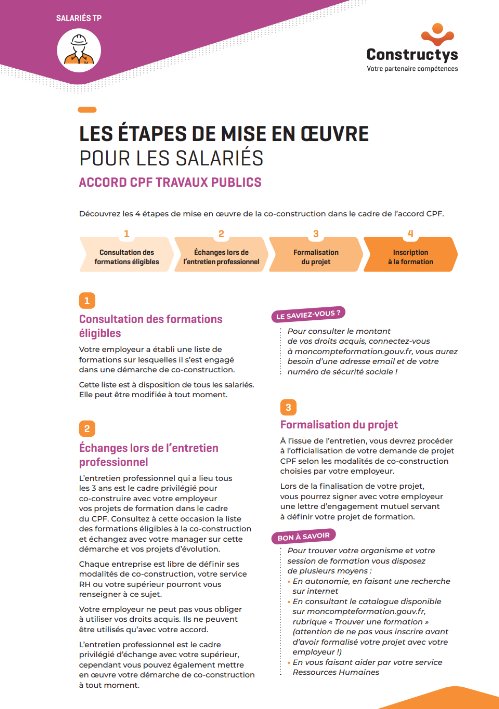 SALARIÉS TP
Constructys
Votre partenaire compétences
LES ÉTAPES DE MISE EN ŒUVRE
POUR LES SALARIÉS
ACCORD CPF TRAVAUX PUBLICS
Découvrez les 4 étapes de mise en œuvre de la co-construction dans le cadre de l'accord CPF.
1
Consultation des
formations éligibles
2
Échanges lors de
l'entretien professionnel
3
Formalisation
du projet
4
Inscription
à la formation
1
Consultation des formations
éligibles
Votre employeur a établi une liste de
formations sur lesquelles il s'est engagé
dans une démarche de co-construction.
Cette liste est à disposition de tous les salariés.
Elle peut être modifiée à tout moment.
2
Échanges lors de l'entretien
professionnel
L'entretien professionnel qui a lieu tous
les 3 ans est le cadre privilégié pour
co-construire avec votre employeur
vos projets de formation dans le cadre
du CPF. Consultez à cette occasion la liste
des formations éligibles à la co-construction
et échangez avec votre manager sur cette
démarche et vos projets d'évolution.
Chaque entreprise est libre de définir ses
modalités de co-construction, votre service
RH ou votre supérieur pourront vous
renseigner à ce sujet.
Votre employeur ne peut pas vous obliger
à utiliser vos droits acquis. Ils ne peuvent
être utilisés qu'avec votre accord.
L'entretien professionnel est le cadre
privilégié d'échange avec votre supérieur,
cependant vous pouvez également mettre
en œuvre votre démarche de co-construction
à tout moment.
LE SAVIEZ-VOUS ?
Pour consulter le montant
de vos droits acquis, connectez-vous
à moncompteformation.gouv.fr, vous aurez
besoin d'une adresse email et de votre
numéro de sécurité sociale !
3
Formalisation du projet
À l'issue de l'entretien, vous devrez procéder
à l'officialisation de votre demande de projet
CPF selon les modalités de co-construction
choisies par votre employeur.
Lors de la finalisation de votre projet,
vous pourrez signer avec votre employeur
une lettre d'engagement mutuel servant
à définir votre projet de formation.
BON À SAVOIR
Pour trouver votre organisme et votre
session de formation vous disposez
de plusieurs moyens :
• En autonomie, en faisant une recherche
sur internet
• En consultant le catalogue disponible
sur moncompteformation.gouv.fr,
rubrique « Trouver une formation »
(attention de ne pas vous inscrire avant
d'avoir formalisé votre projet avec votre
employeur !)
• En vous faisant aider par votre service
Ressources Humaines